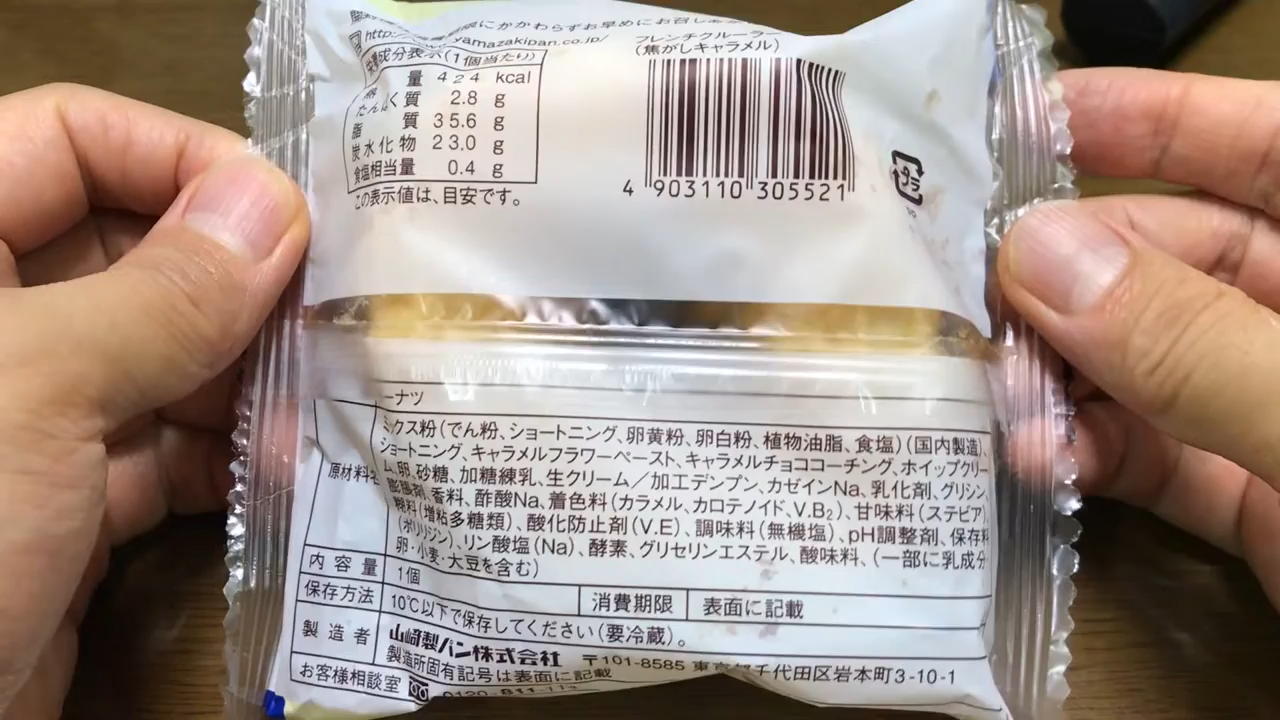 にかかわらずお早めにお召し
http://www.yamazakipan.co.jp/
栄養成分表示(1個当たり)
熱量 424 kcal
たんぱく質 2.8 g
脂質 35.6 g
炭水化物 23.0 g
食塩相当量 0.4 g
この表示値は、目安です。
フレンチクルーラー
(焦がしキャラメル)
4 903110 305521
プラ
ーナツ
原材料名
ミックス粉(でん粉、ショートニング、卵黄粉、卵白粉、植物油脂、食塩)(国内製造)、
ショートニング、キャラメルフラワーペースト、キャラメルチョココーチング、ホイップクリー
ム、卵、砂糖、加糖練乳、生クリーム/加工デンプン、カゼインNa、乳化剤、グリシン、
膨脹剤、香料、酢酸Na、着色料(カラメル、カロテノイド、V.B₂)、甘味料(ステビア)、
糊料(増粘多糖類)、酸化防止剤(V.E)、調味料(無機塩)、pH調整剤、保存料
(ポリリジン)、リン酸塩(Na)、酵素、グリセリンエステル、酸味料、(一部に乳成分・
卵・小麦・大豆を含む)
内容量 1個
保存方法 10℃以下で保存してください(要冷蔵)。
消費期限 表面に記載
製造者 山崎製パン株式会社 〒101-8585 東京都千代田区岩本町3-10-1
製造所固有記号は表面に記載
お客様相談室 0120-811-114